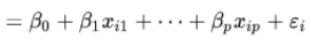 = β₀ + β₁xᵢ₁ + ⋯ + βₚxᵢₚ + εᵢ